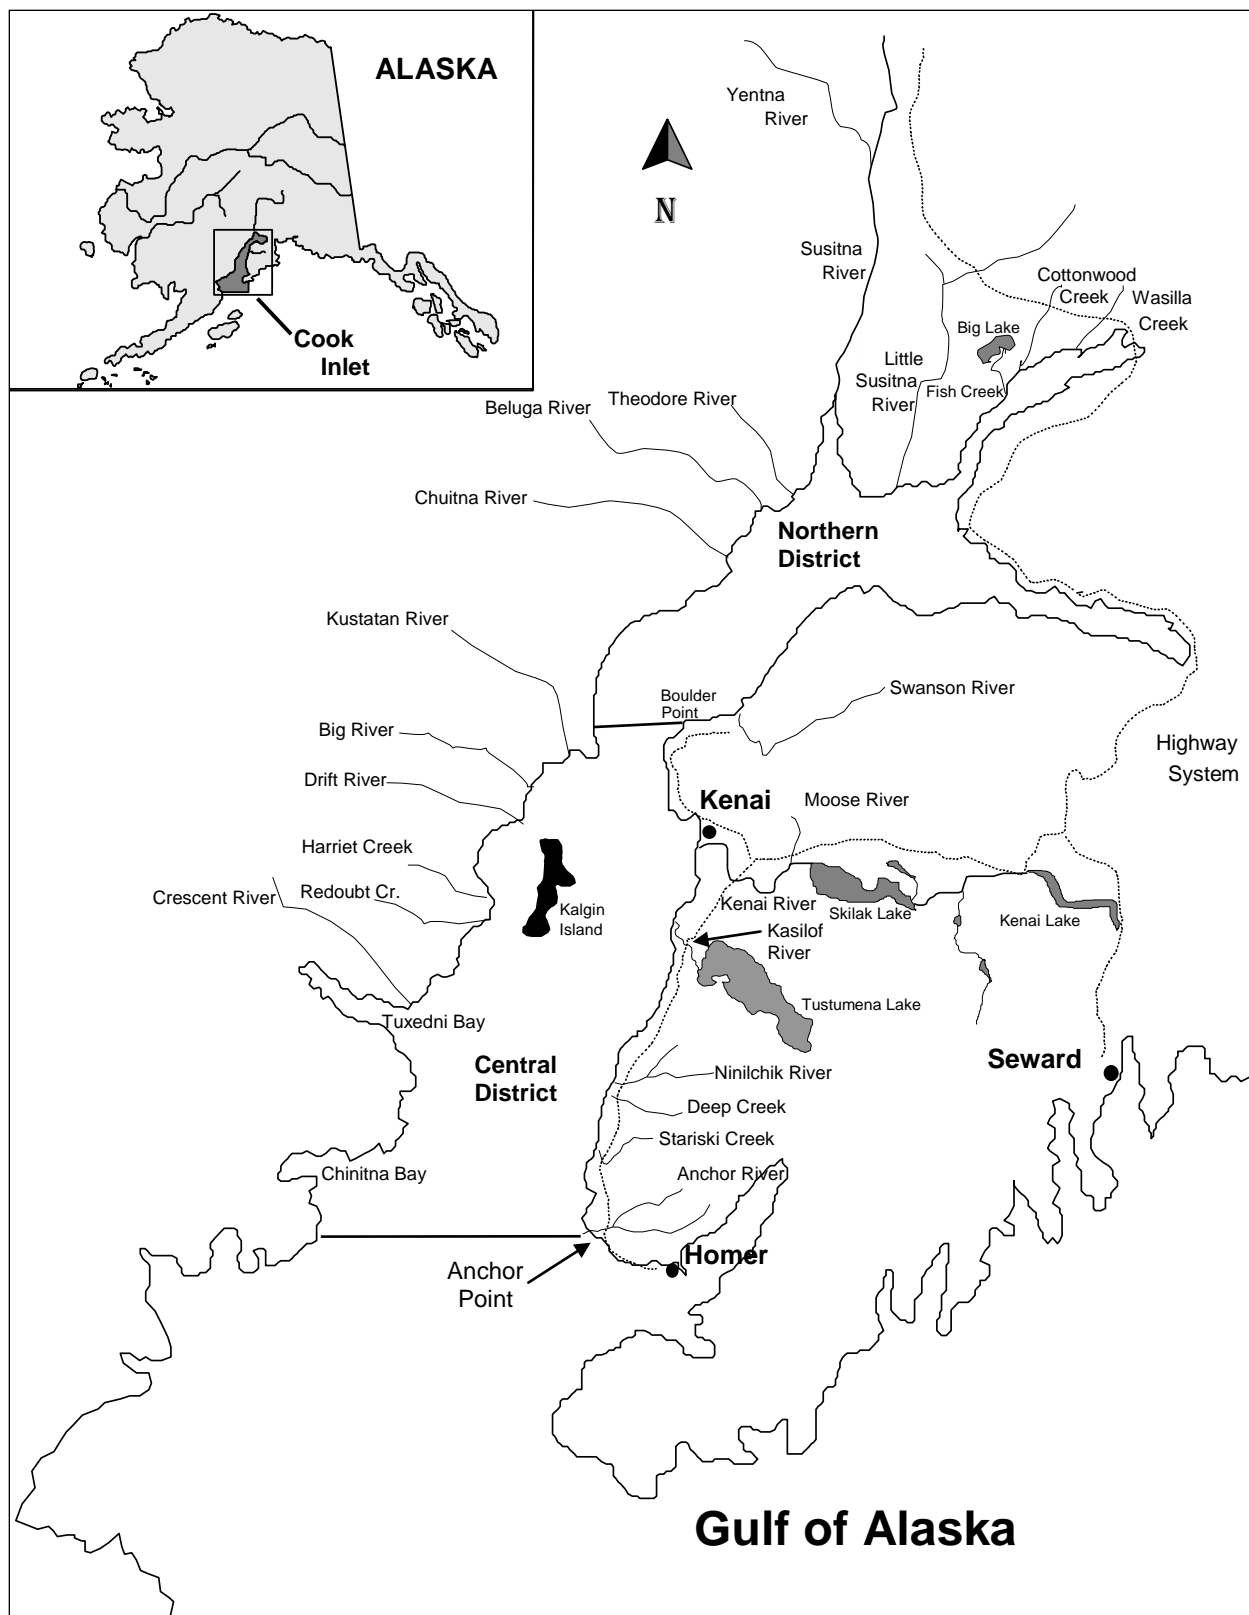 ALASKA
Cook
Inlet
Yentna
River
N
Susitna
River
Cottonwood
Creek
Wasilla
Creek
Big Lake
Little
Susitna
River
Fish Creek
Theodore River
Beluga River
Chuitna River
Northern
District
Kustatan River
Swanson River
Boulder
Point
Big River
Highway
System
Drift River
Kenai
Moose River
Harriet Creek
Crescent River
Redoubt Cr.
Kalgin
Island
Kenai River
Skilak Lake
Kenai Lake
Kasilof
River
Tustumena Lake
Tuxedni Bay
Central
District
Seward
Ninilchik River
Deep Creek
Stariski Creek
Chinitna Bay
Anchor River
Homer
Anchor
Point
Gulf of Alaska